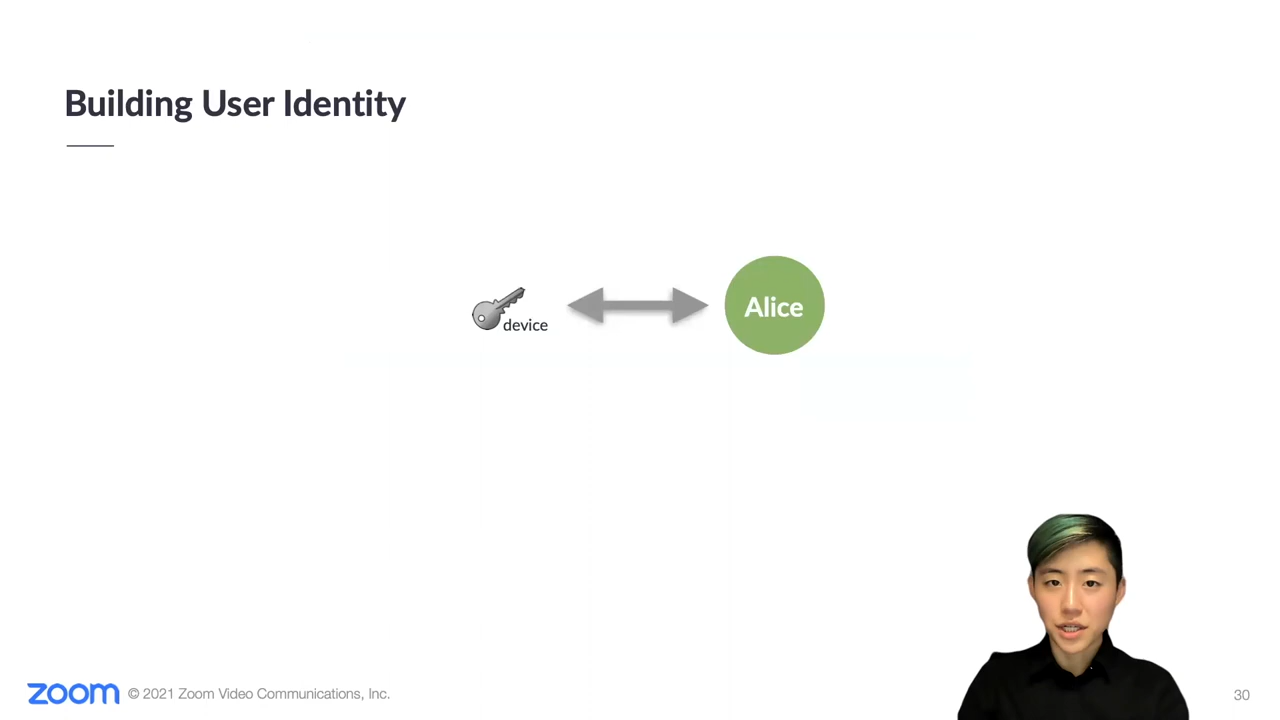 Building User Identity
device
Alice
zoom © 2021 Zoom Video Communications, Inc.
30